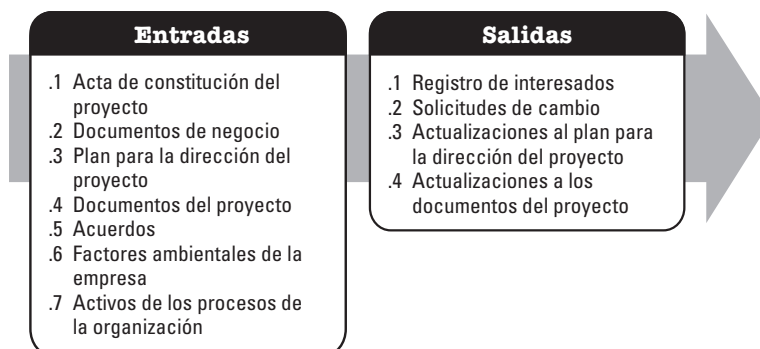 Entradas
.1 Acta de constitución del
proyecto
.2 Documentos de negocio
.3 Plan para la dirección del
proyecto
.4 Documentos del proyecto
.5 Acuerdos
.6 Factores ambientales de la
empresa
.7 Activos de los procesos de
la organización
Salidas
.1 Registro de interesados
.2 Solicitudes de cambio
.3 Actualizaciones al plan para
la dirección del proyecto
.4 Actualizaciones a los
documentos del proyecto